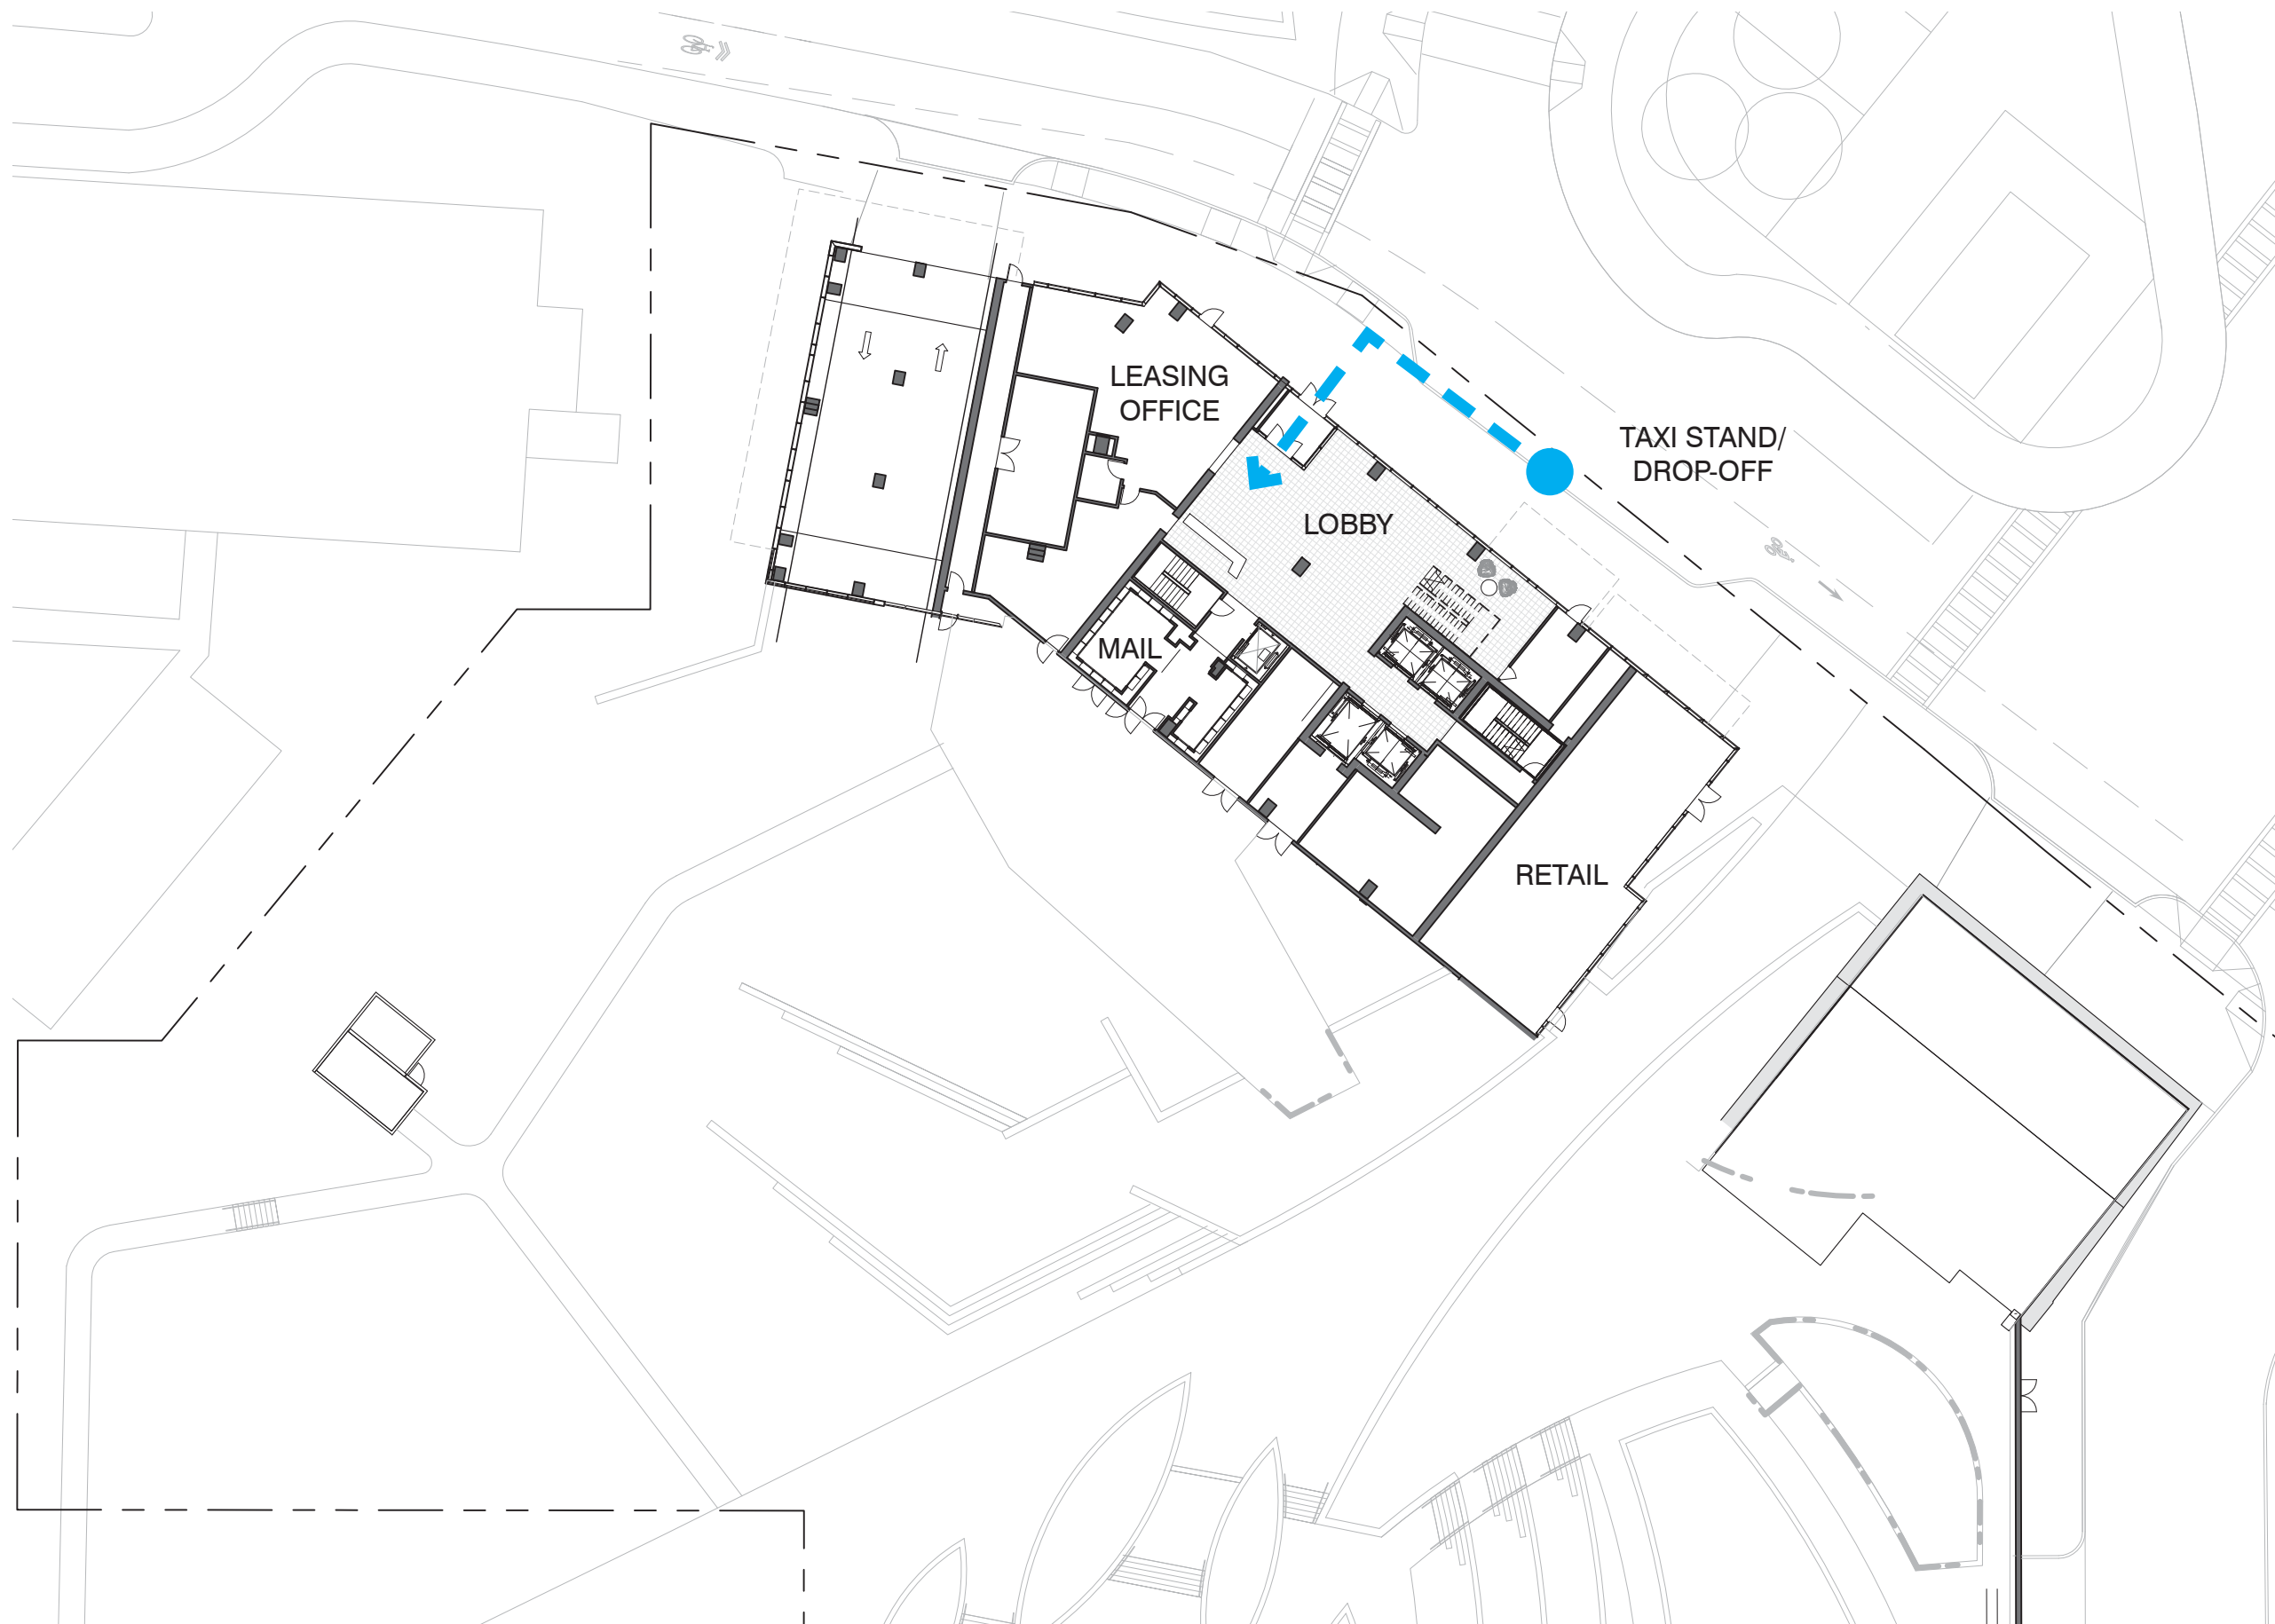 LEASING
OFFICE
TAXI STAND/
DROP-OFF
LOBBY
MAIL
RETAIL